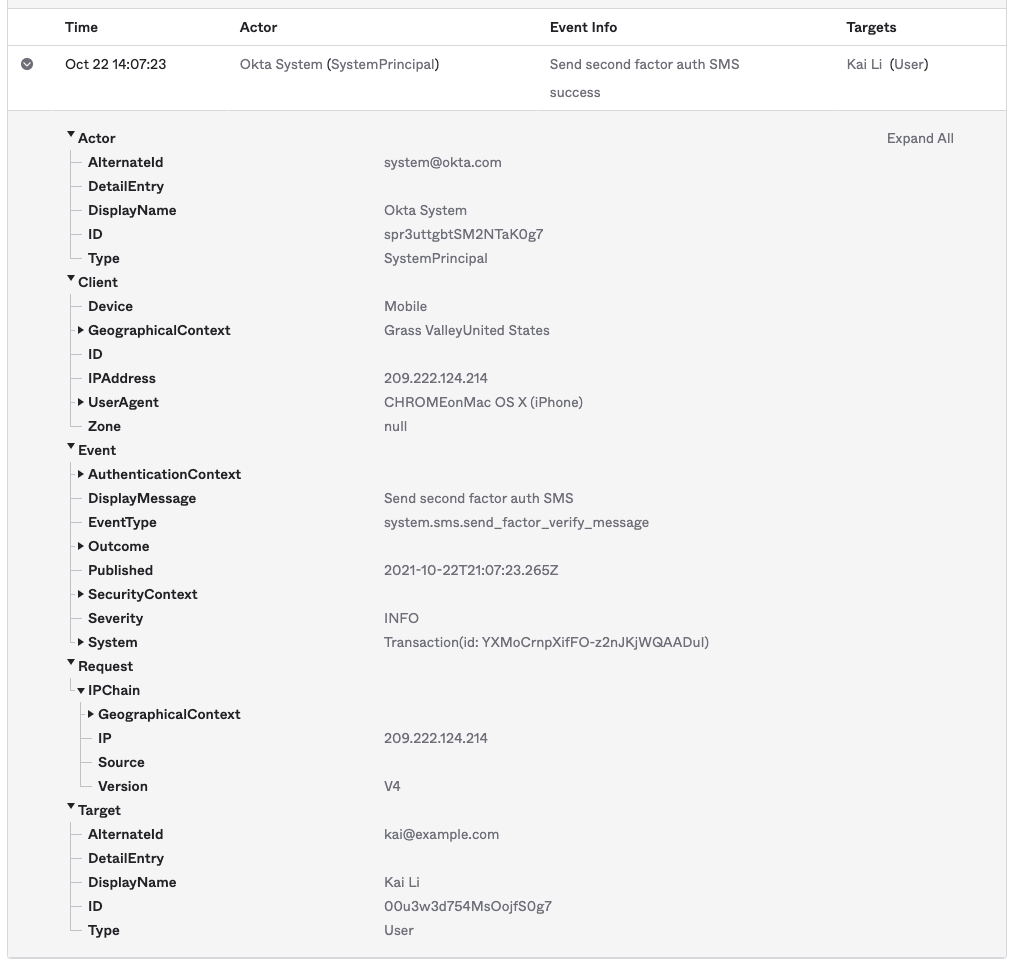 Time Actor Event Info Targets
Oct 22 14:07:23 Okta System (SystemPrincipal) Send second factor auth SMS Kai Li (User)
success
Actor Expand All
AlternateId system@okta.com
DetailEntry
DisplayName Okta System
ID spr3uttgbtSM2NTaK0g7
Type SystemPrincipal
Client
Device Mobile
GeographicalContext Grass ValleyUnited States
ID
IPAddress 209.222.124.214
UserAgent CHROMEonMac OS X (iPhone)
Zone null
Event
AuthenticationContext
DisplayMessage Send second factor auth SMS
EventType system.sms.send_factor_verify_message
Outcome
Published 2021-10-22T21:07:23.265Z
SecurityContext
Severity INFO
System Transaction(id: YXMoCrnpXifFO-z2nJKjWQAADuI)
Request
IPChain
GeographicalContext
IP 209.222.124.214
Source
Version V4
Target
AlternateId kai@example.com
DetailEntry
DisplayName Kai Li
ID 00u3w3d754MsOojfS0g7
Type User